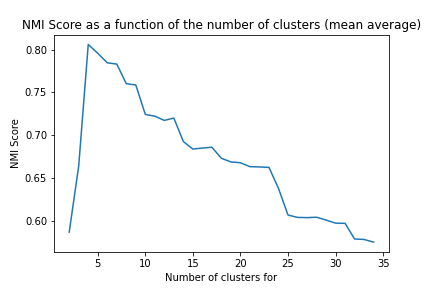 NMI Score as a function of the number of clusters (mean average)
0.80
0.75
0.70
0.65
0.60
NMI Score
5 10 15 20 25 30 35
Number of clusters for